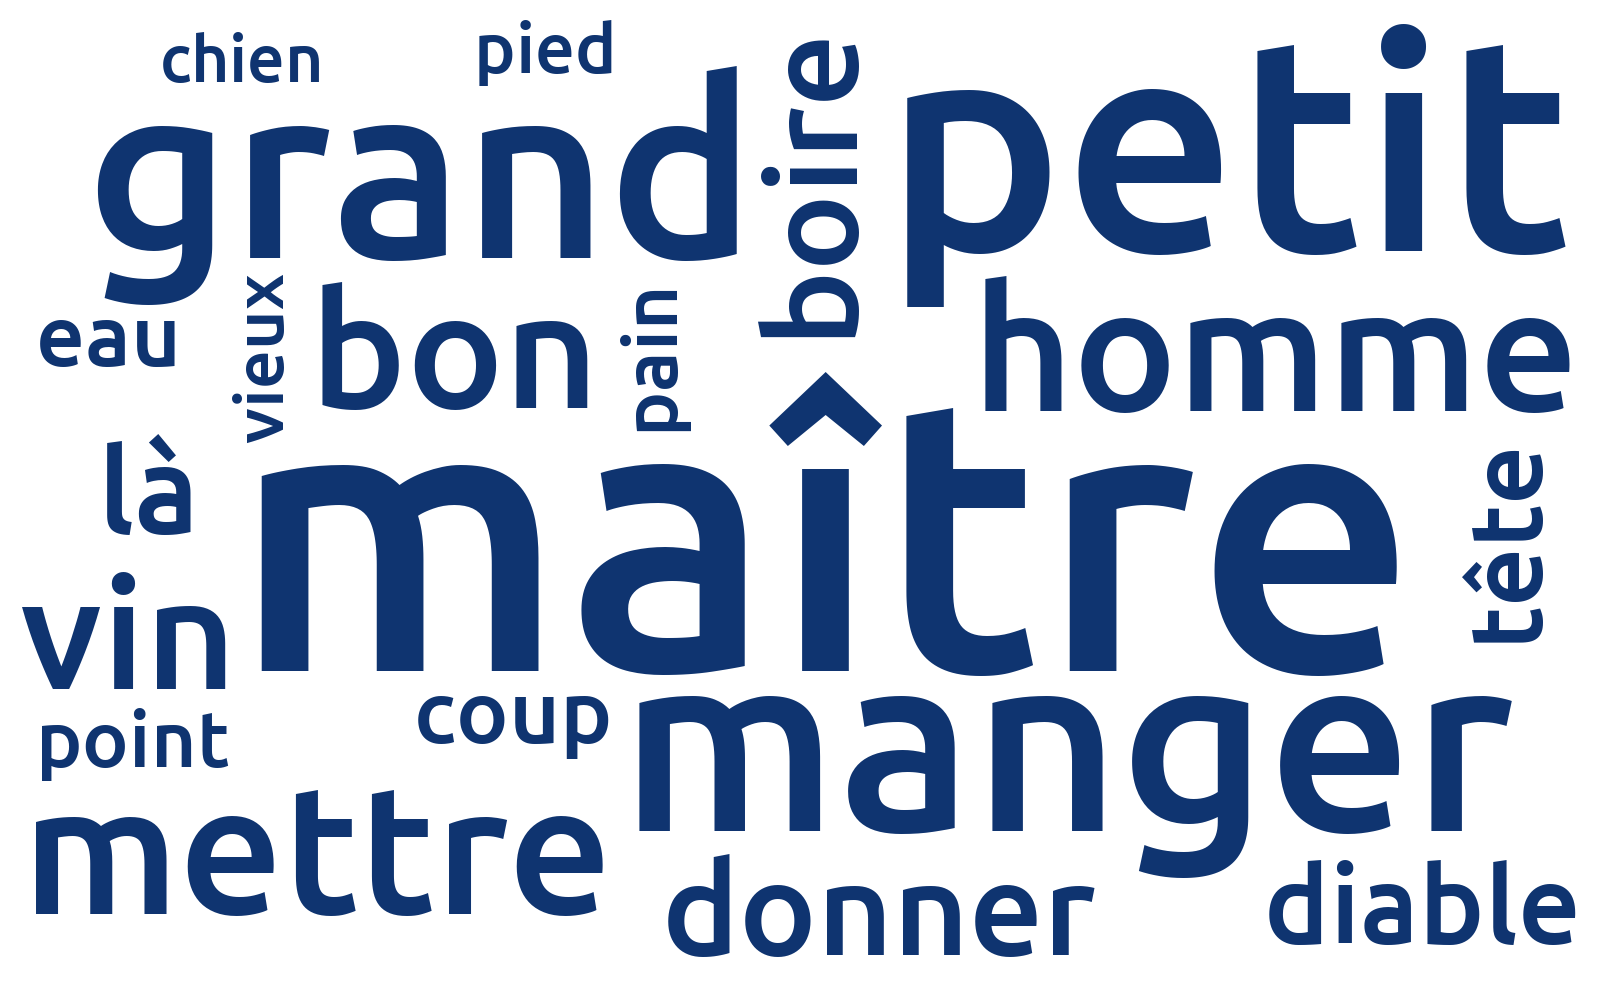 chien
pied
boire
petit
grand
eau
vieux
bon
pain
homme
là
maître
tête
vin
point
coup
manger
mettre
donner
diable